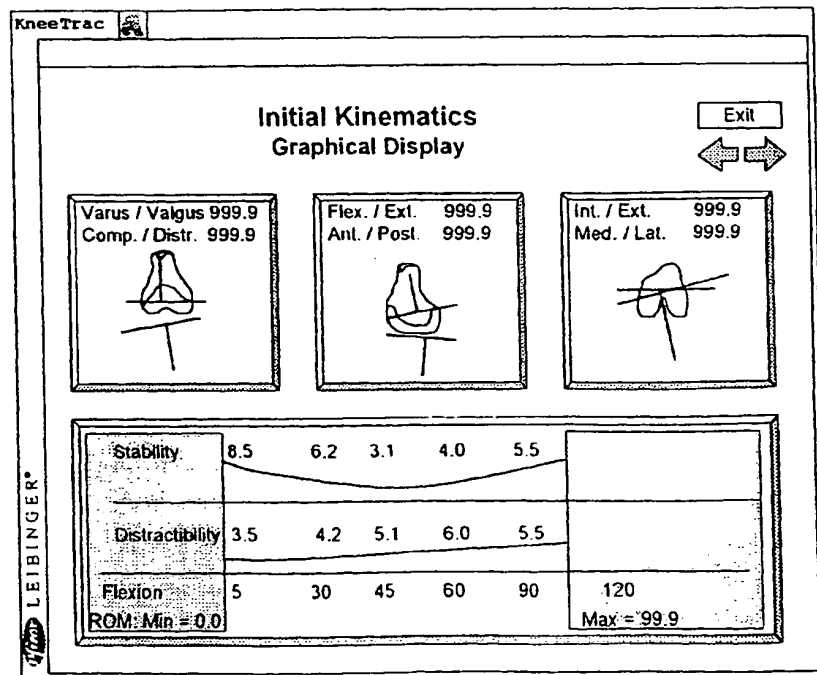 KneeTrac
Initial Kinematics
Graphical Display
Exit
Varus / Valgus 999.9
Comp. / Distr. 999.9
Flex. / Ext. 999.9
Ant. / Post. 999.9
Int. / Ext. 999.9
Med. / Lat. 999.9
Stability 8.5 6.2 3.1 4.0 5.5
Distractibility 3.5 4.2 5.1 6.0 5.5
Flexion 5 30 45 60 90 120
ROM: Min = 0.0 Max = 99.9
LEIBINGER®